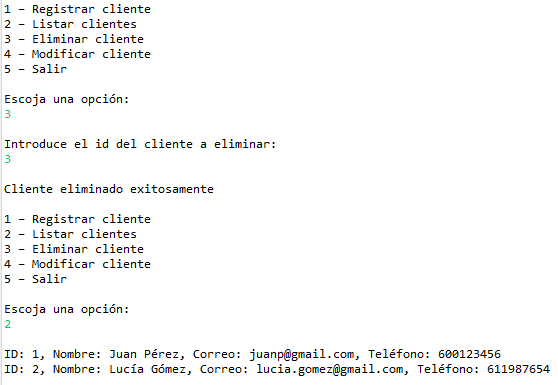 1 – Registrar cliente
2 – Listar clientes
3 – Eliminar cliente
4 – Modificar cliente
5 – Salir
Escoja una opción:
3
Introduce el id del cliente a eliminar:
3
Cliente eliminado exitosamente
1 – Registrar cliente
2 – Listar clientes
3 – Eliminar cliente
4 – Modificar cliente
5 – Salir
Escoja una opción:
2
ID: 1, Nombre: Juan Pérez, Correo: juanp@gmail.com, Teléfono: 600123456
ID: 2, Nombre: Lucía Gómez, Correo: lucia.gomez@gmail.com, Teléfono: 611987654